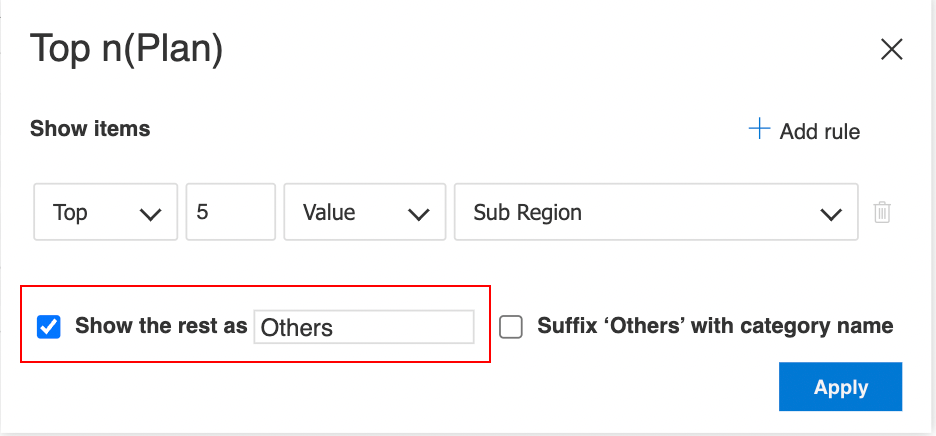 Top n(Plan)
Show items
Add rule
Top 5 Value Sub Region
Show the rest as Others Suffix ‘Others’ with category name
Apply